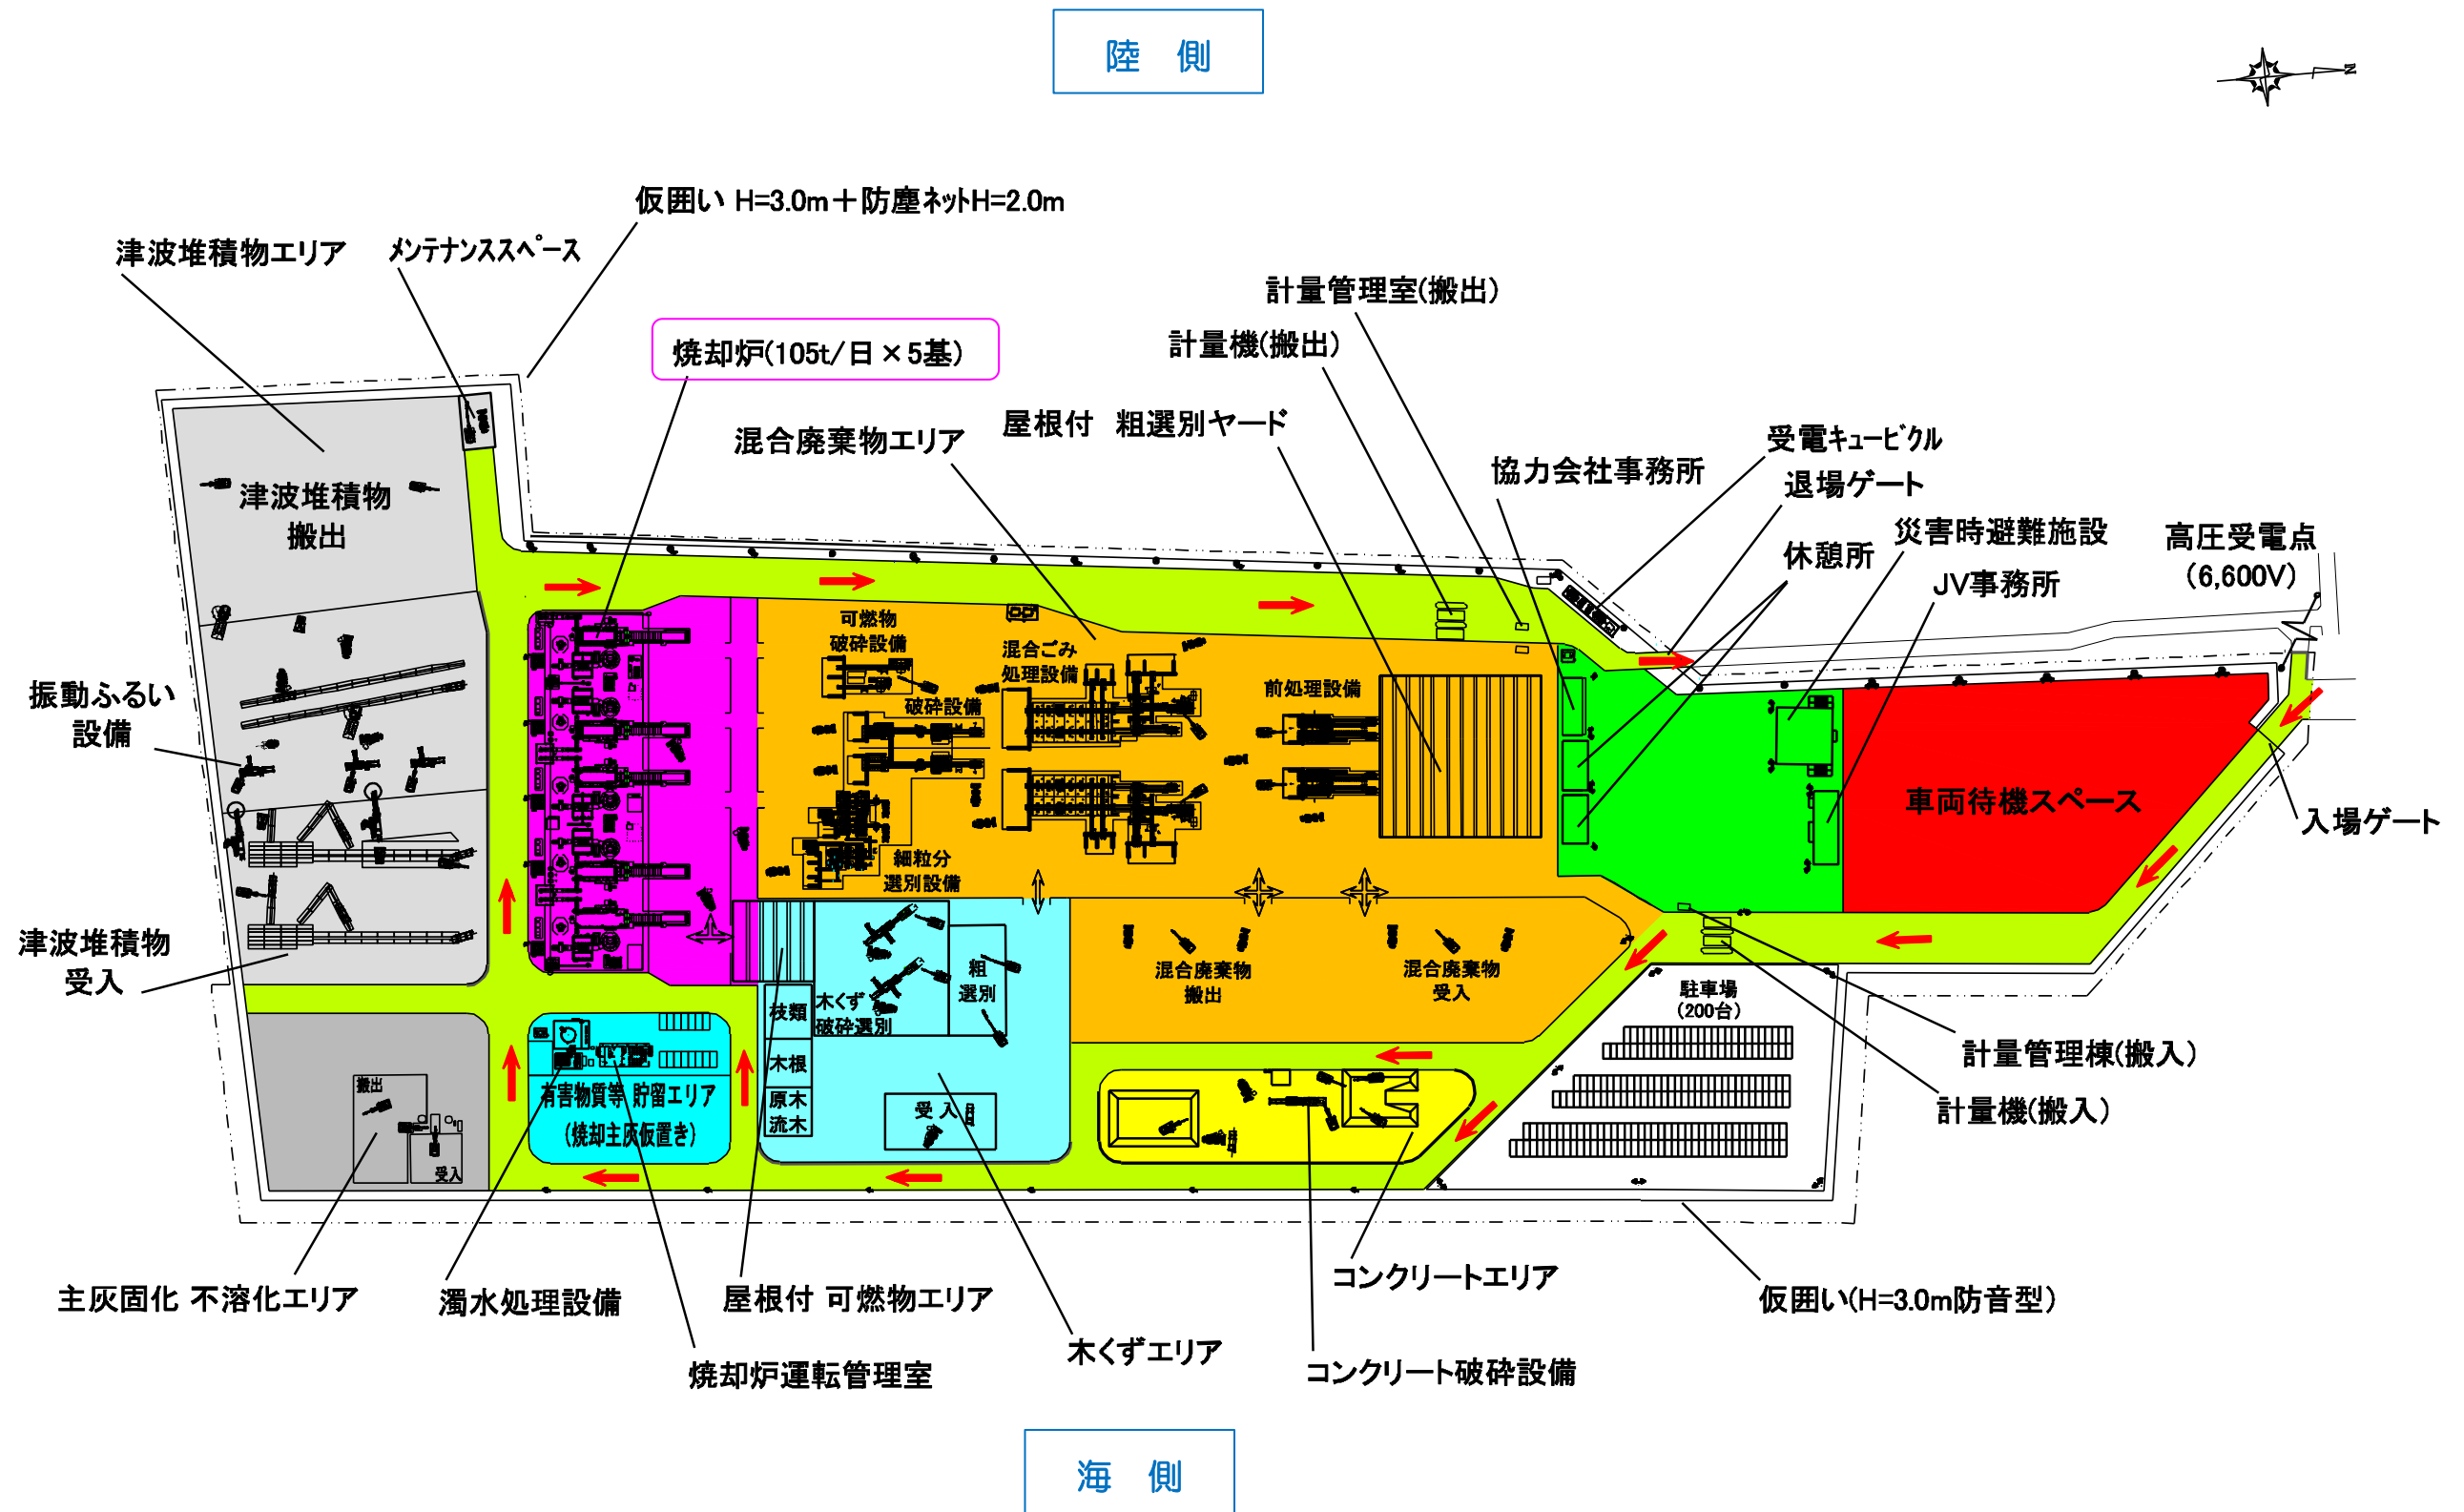 陸 側
N
仮囲い H=3.0m＋防塵ネットH=2.0m
津波堆積物エリア
メンテナンススペース
計量管理室(搬出)
焼却炉(105t/日×5基)
計量機(搬出)
混合廃棄物エリア
屋根付 粗選別ヤード
受電キュービクル
協力会社事務所
退場ゲート
津波堆積物
搬出
休憩所
災害時避難施設
高圧受電点
(6,600V)
JV事務所
可燃物
破砕設備
混合ごみ
処理設備
前処理設備
破砕設備
振動ふるい
設備
車両待機スペース
入場ゲート
細粒分
選別設備
津波堆積物
受入
粗
選別
混合廃棄物
搬出
混合廃棄物
受入
駐車場
(200台)
枝類
木くず
破砕選別
木根
原木
流木
受入
搬出
受入
有害物質等 貯留エリア
(焼却主灰仮置き)
計量管理棟(搬入)
計量機(搬入)
主灰固化 不溶化エリア
濁水処理設備
屋根付 可燃物エリア
コンクリートエリア
仮囲い(H=3.0m防音型)
焼却炉運転管理室
木くずエリア
コンクリート破砕設備
海 側